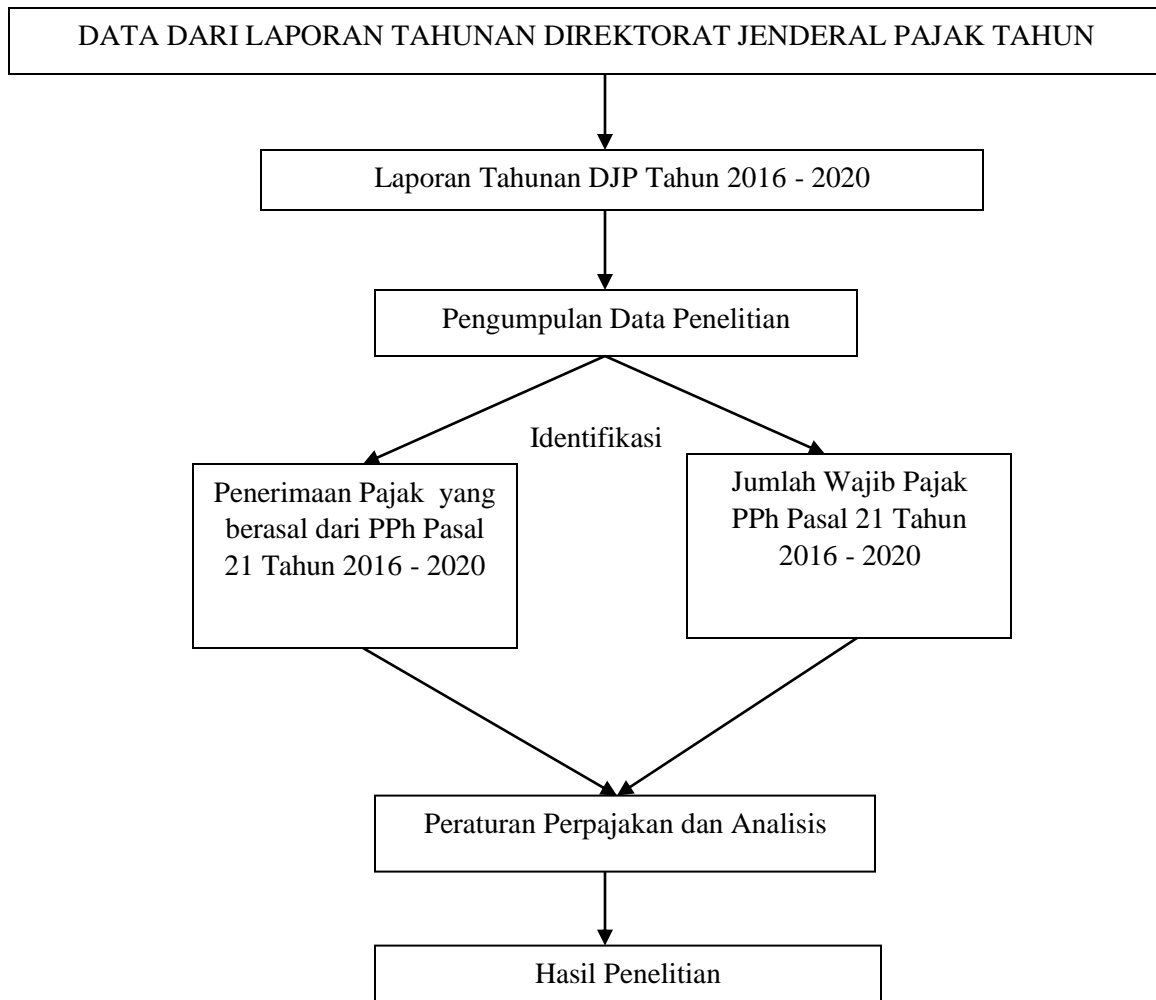 DATA DARI LAPORAN TAHUNAN DIREKTORAT JENDERAL PAJAK TAHUN
Laporan Tahunan DJP Tahun 2016 - 2020
Pengumpulan Data Penelitian
Identifikasi
Penerimaan Pajak yang
berasal dari PPh Pasal
21 Tahun 2016 - 2020
Jumlah Wajib Pajak
PPh Pasal 21 Tahun
2016 - 2020
Peraturan Perpajakan dan Analisis
Hasil Penelitian